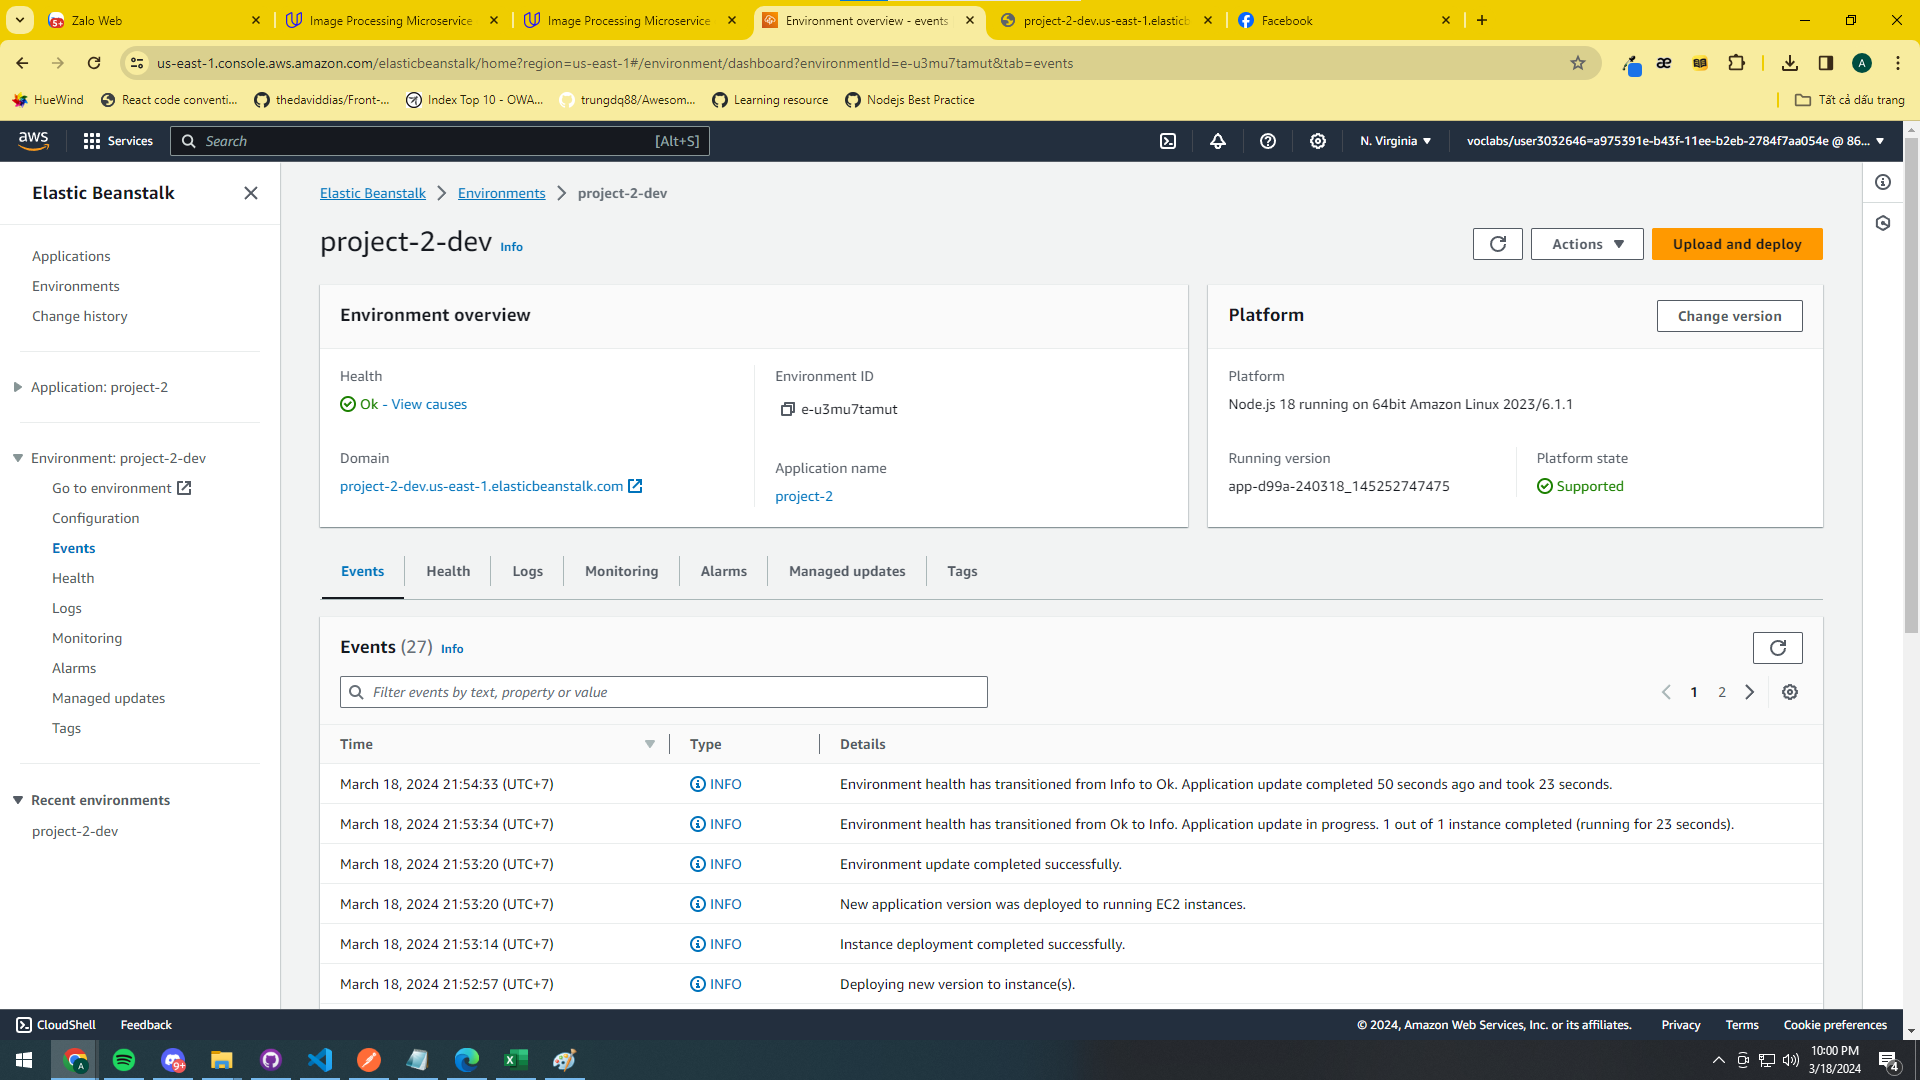 Zalo Web
Image Processing Microservice
Image Processing Microservice
Environment overview - events
project-2-dev.us-east-1.elasticb
Facebook
us-east-1.console.aws.amazon.com/elasticbeanstalk/home?region=us-east-1#/environment/dashboard?environmentId=e-u3mu7tamut&tab=events
HueWind
React code conventi...
thedaviddias/Front-...
Index Top 10 - OWA...
trungdq88/Awesom...
Learning resource
Nodejs Best Practice
Tất cả dấu trang
aws
Services
Search
[Alt+S]
N. Virginia
voclabs/user3032646=a975391e-b43f-11ee-b2eb-2784f7aa054e @ 86...
Elastic Beanstalk
Applications
Environments
Change history
Application: project-2
Environment: project-2-dev
Go to environment
Configuration
Events
Health
Logs
Monitoring
Alarms
Managed updates
Tags
Recent environments
project-2-dev
Elastic Beanstalk
Environments
project-2-dev
project-2-dev Info
Actions
Upload and deploy
Environment overview
Health
Ok - View causes
Domain
project-2-dev.us-east-1.elasticbeanstalk.com
Environment ID
e-u3mu7tamut
Application name
project-2
Platform
Change version
Platform
Node.js 18 running on 64bit Amazon Linux 2023/6.1.1
Running version
app-d99a-240318_145252747475
Platform state
Supported
Events
Health
Logs
Monitoring
Alarms
Managed updates
Tags
Events (27) Info
Filter events by text, property or value
1
2
Time
Type
Details
March 18, 2024 21:54:33 (UTC+7) INFO Environment health has transitioned from Info to Ok. Application update completed 50 seconds ago and took 23 seconds.
March 18, 2024 21:53:34 (UTC+7) INFO Environment health has transitioned from Ok to Info. Application update in progress. 1 out of 1 instance completed (running for 23 seconds).
March 18, 2024 21:53:20 (UTC+7) INFO Environment update completed successfully.
March 18, 2024 21:53:20 (UTC+7) INFO New application version was deployed to running EC2 instances.
March 18, 2024 21:53:14 (UTC+7) INFO Instance deployment completed successfully.
March 18, 2024 21:52:57 (UTC+7) INFO Deploying new version to instance(s).
CloudShell
Feedback
© 2024, Amazon Web Services, Inc. or its affiliates.
Privacy
Terms
Cookie preferences
10:00 PM
3/18/2024
4